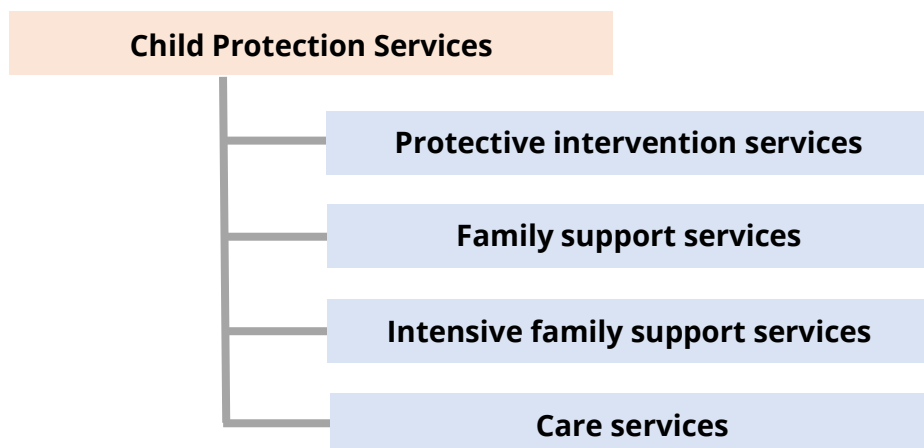 Child Protection Services
Protective intervention services
Family support services
Intensive family support services
Care services